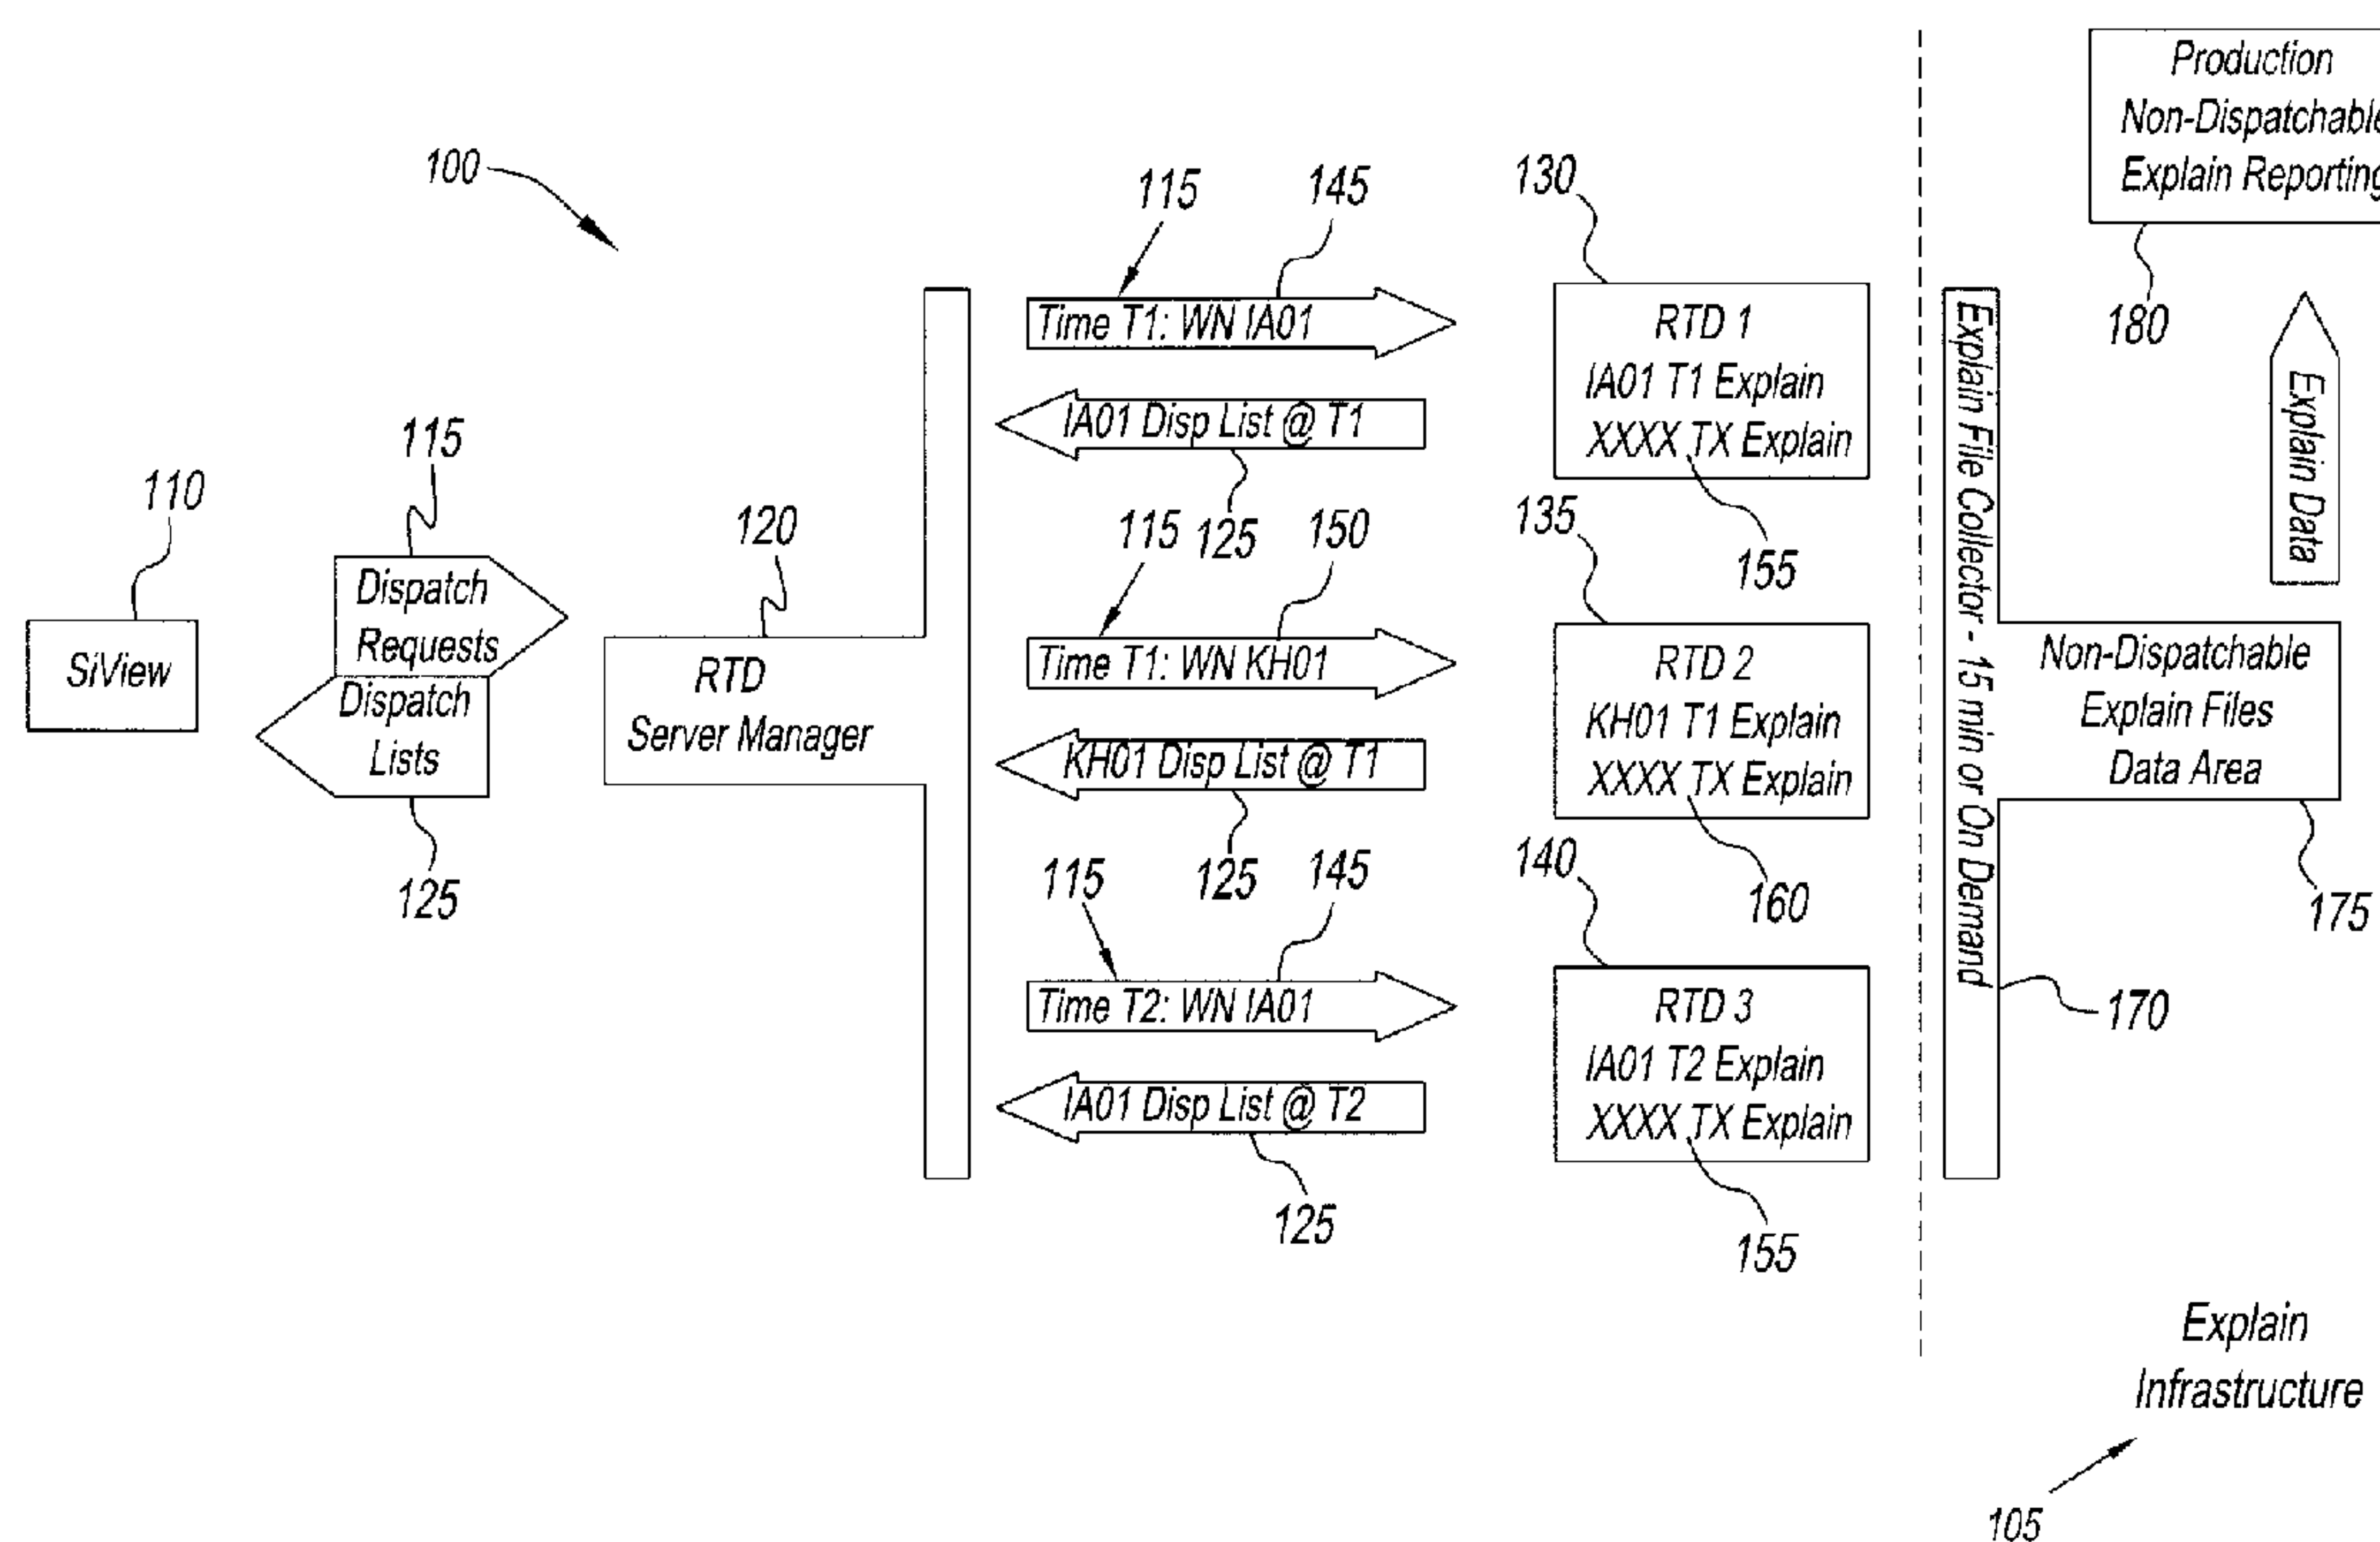 Production
Non-Dispatchable
Explain Reporting
180
100
115
145
130
Time T1: WN IA01
IA01 Disp List @ T1
125
RTD 1
IA01 T1 Explain
XXXX TX Explain
155
Explain File Collector - 15 min or On Demand
170
Explain Data
110
SiView
115
Dispatch
Requests
Dispatch
Lists
125
120
RTD
Server Manager
115
150
135
Time T1: WN KH01
KH01 Disp List @ T1
125
RTD 2
KH01 T1 Explain
XXXX TX Explain
160
Non-Dispatchable
Explain Files
Data Area
175
115
145
140
Time T2: WN IA01
IA01 Disp List @ T2
125
RTD 3
IA01 T2 Explain
XXXX TX Explain
155
Explain
Infrastructure
105